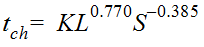 t_ch = KL^0.770 S^−0.385